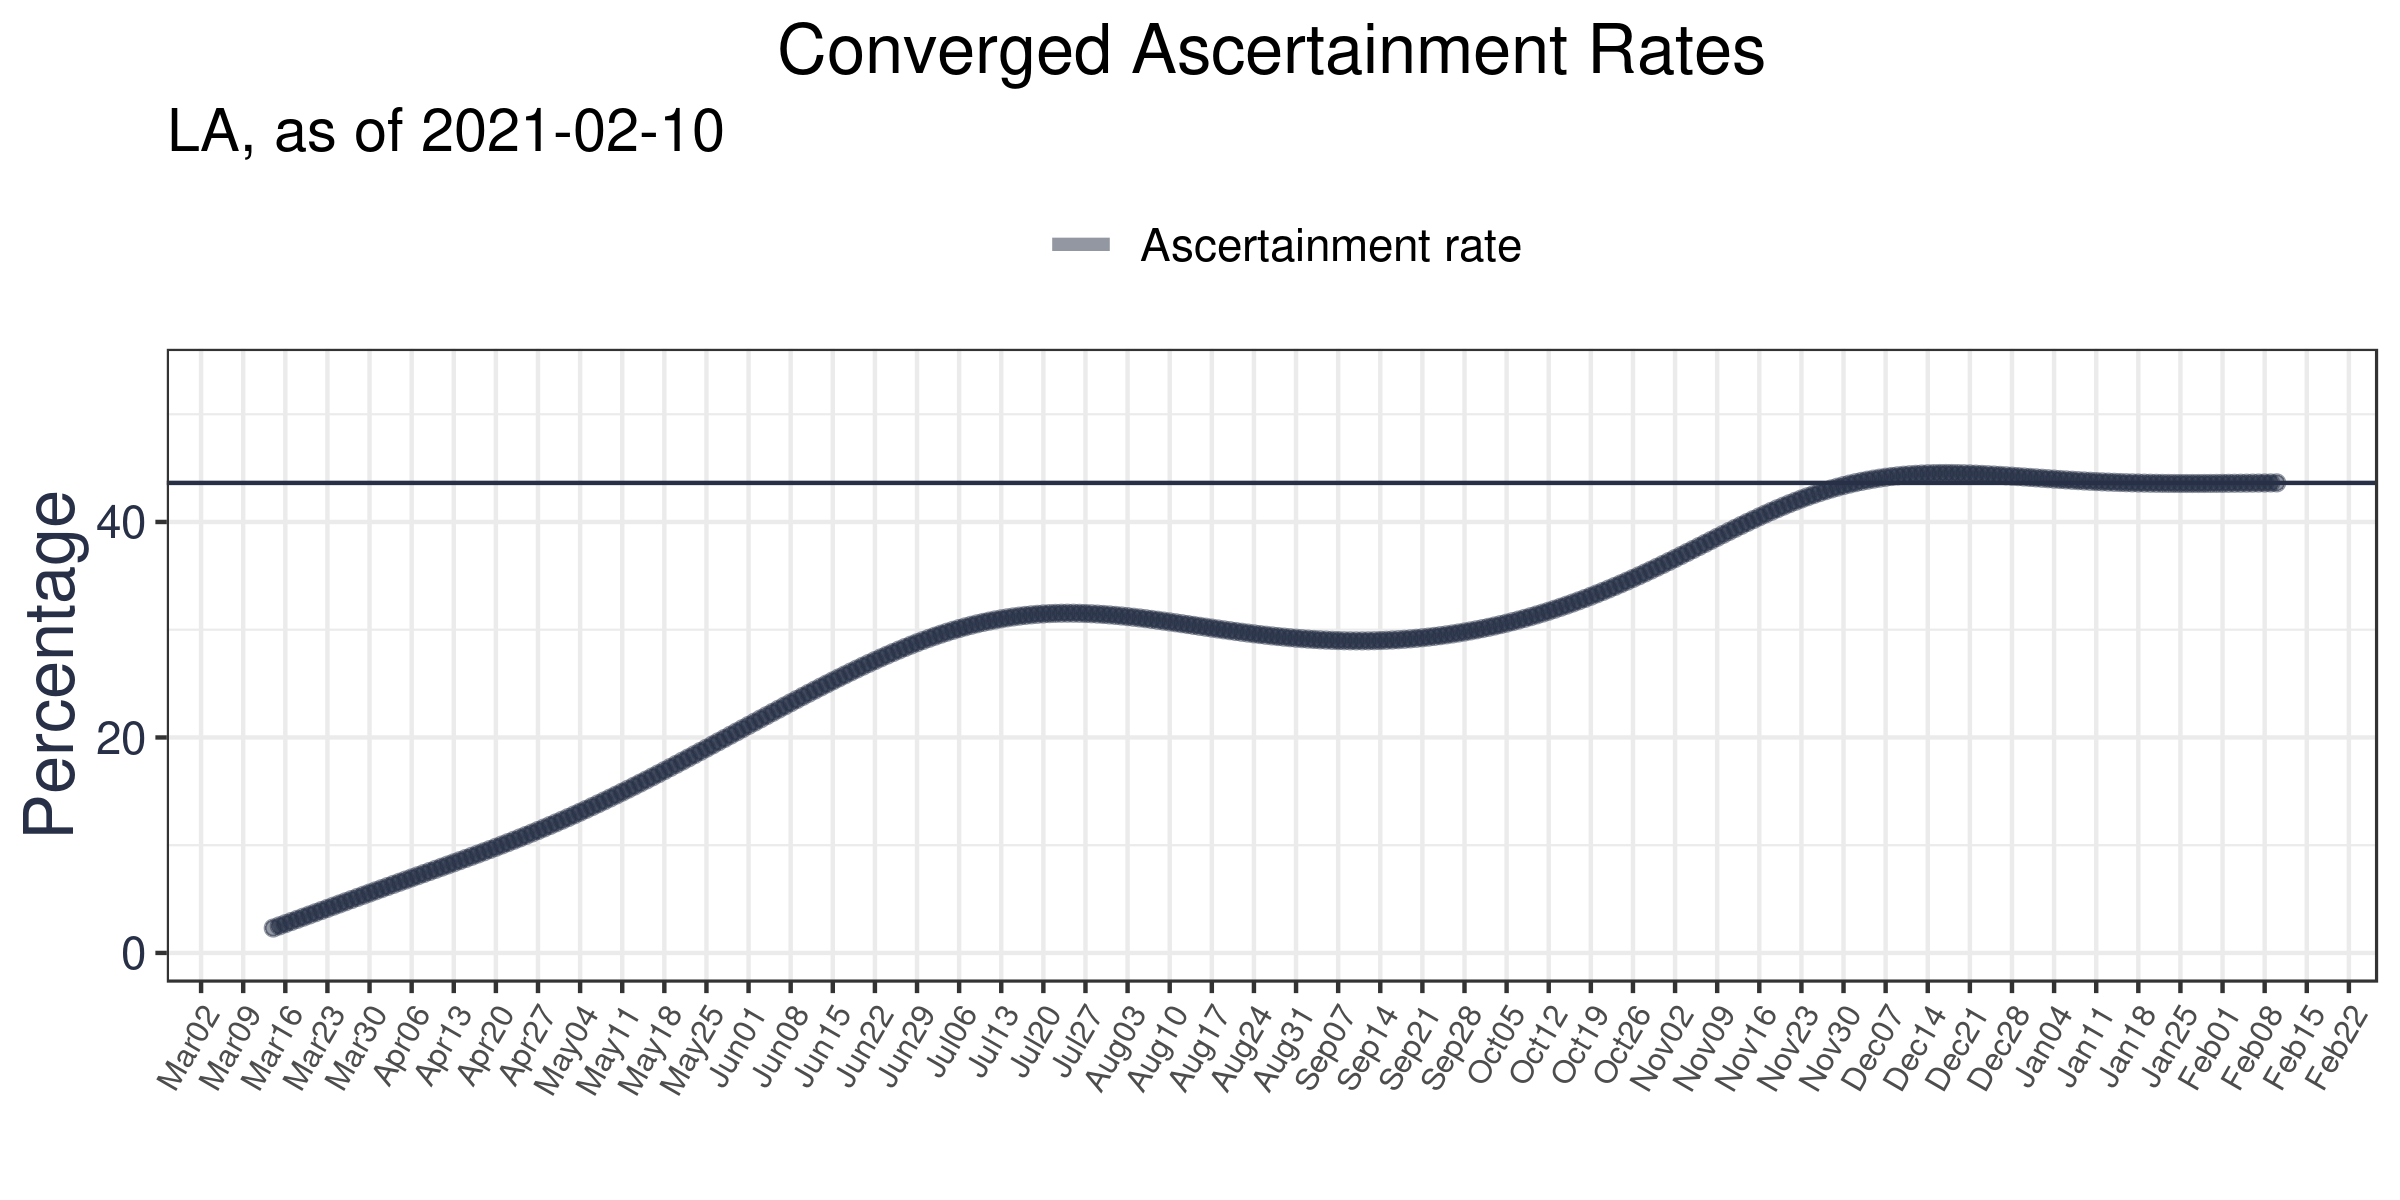 Converged Ascertainment Rates
LA, as of 2021-02-10
Ascertainment rate
Percentage
40
20
0
Mar02 Mar09 Mar16 Mar23 Mar30 Apr06 Apr13 Apr20 Apr27 May04 May11 May18 May25 Jun01 Jun08 Jun15 Jun22 Jun29 Jul06 Jul13 Jul20 Jul27 Aug03 Aug10 Aug17 Aug24 Aug31 Sep07 Sep14 Sep21 Sep28 Oct05 Oct12 Oct19 Oct26 Nov02 Nov09 Nov16 Nov23 Nov30 Dec07 Dec14 Dec21 Dec28 Jan04 Jan11 Jan18 Jan25 Feb01 Feb08 Feb15 Feb22